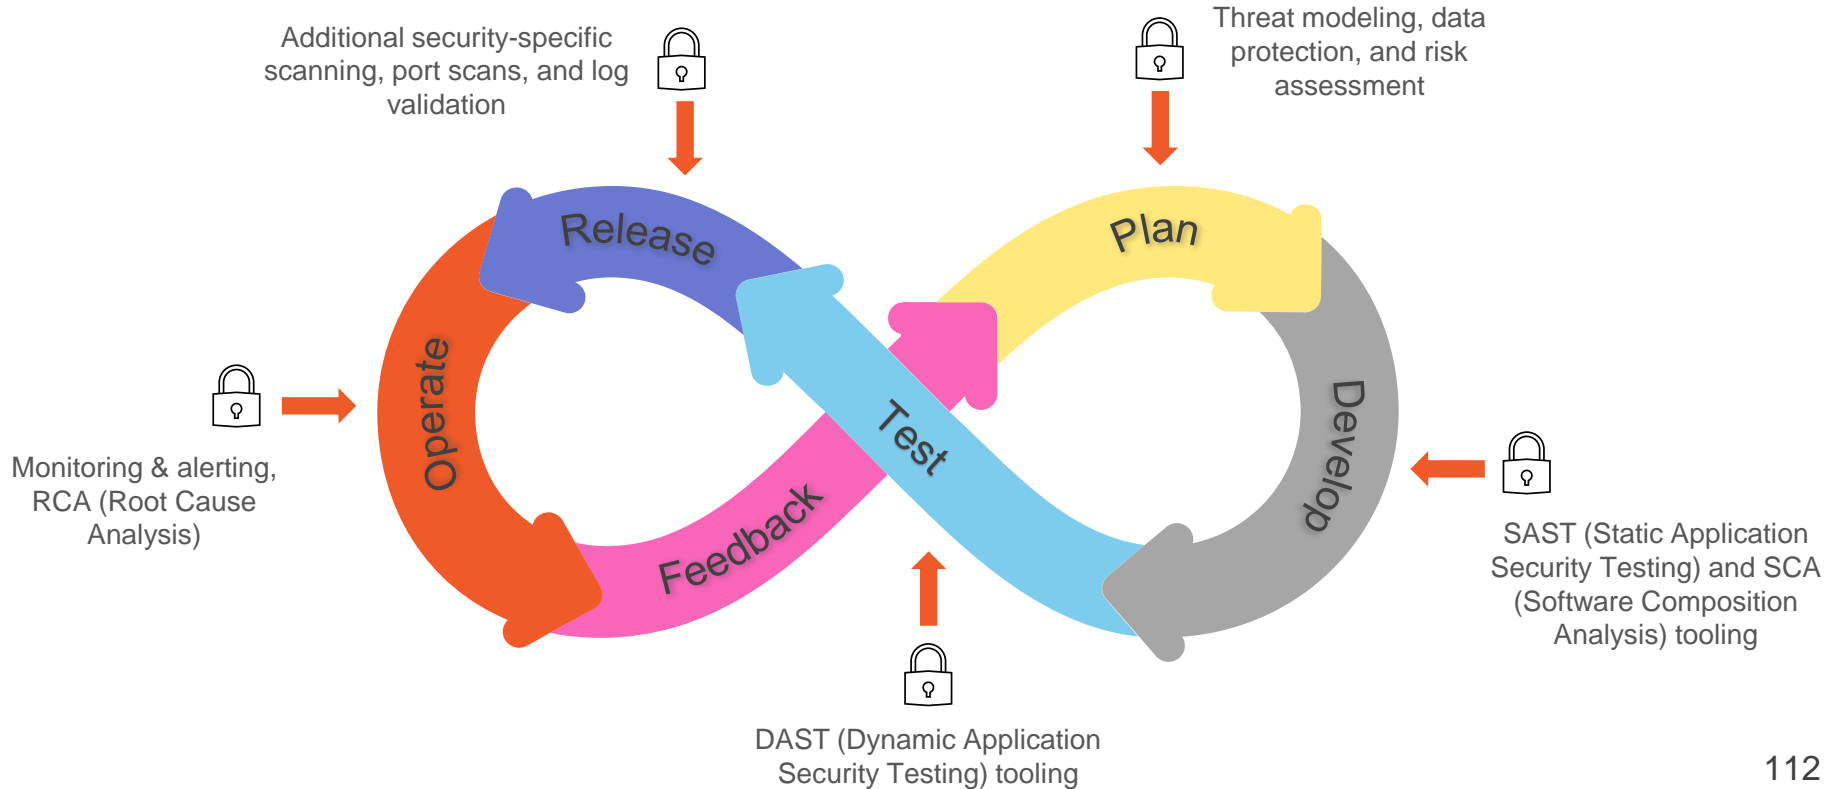 Additional security-specific
scanning, port scans, and log
validation
Threat modeling, data
protection, and risk
assessment
Release
Plan
Operate
Test
Develop
Feedback
Monitoring & alerting,
RCA (Root Cause
Analysis)
SAST (Static Application
Security Testing) and SCA
(Software Composition
Analysis) tooling
DAST (Dynamic Application
Security Testing) tooling
112